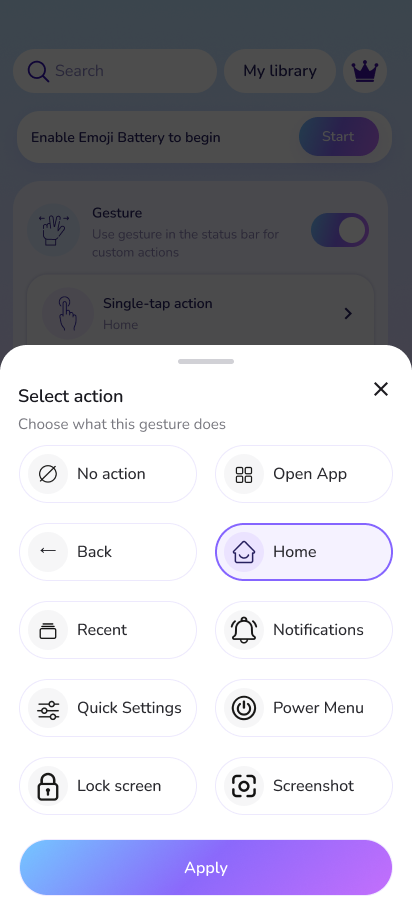 Search
My library
Enable Emoji Battery to begin
Start
Gesture
Use gesture in the status bar for
custom actions
Single-tap action
Home
Select action
Choose what this gesture does
No action
Open App
Back
Home
Recent
Notifications
Quick Settings
Power Menu
Lock screen
Screenshot
Apply